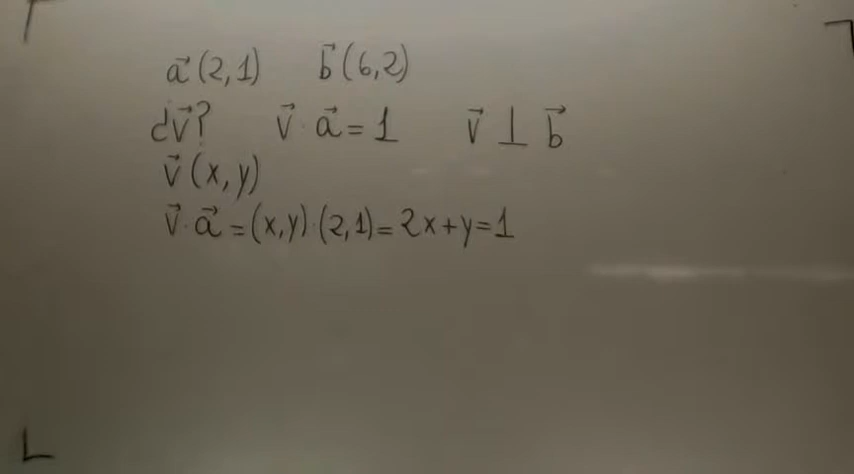 a⃗(2,1) b⃗(6,2)
¿v⃗? v⃗·a⃗=1 v⃗⊥b⃗
v⃗(x,y)
v⃗·a⃗=(x,y)·(2,1)=2x+y=1